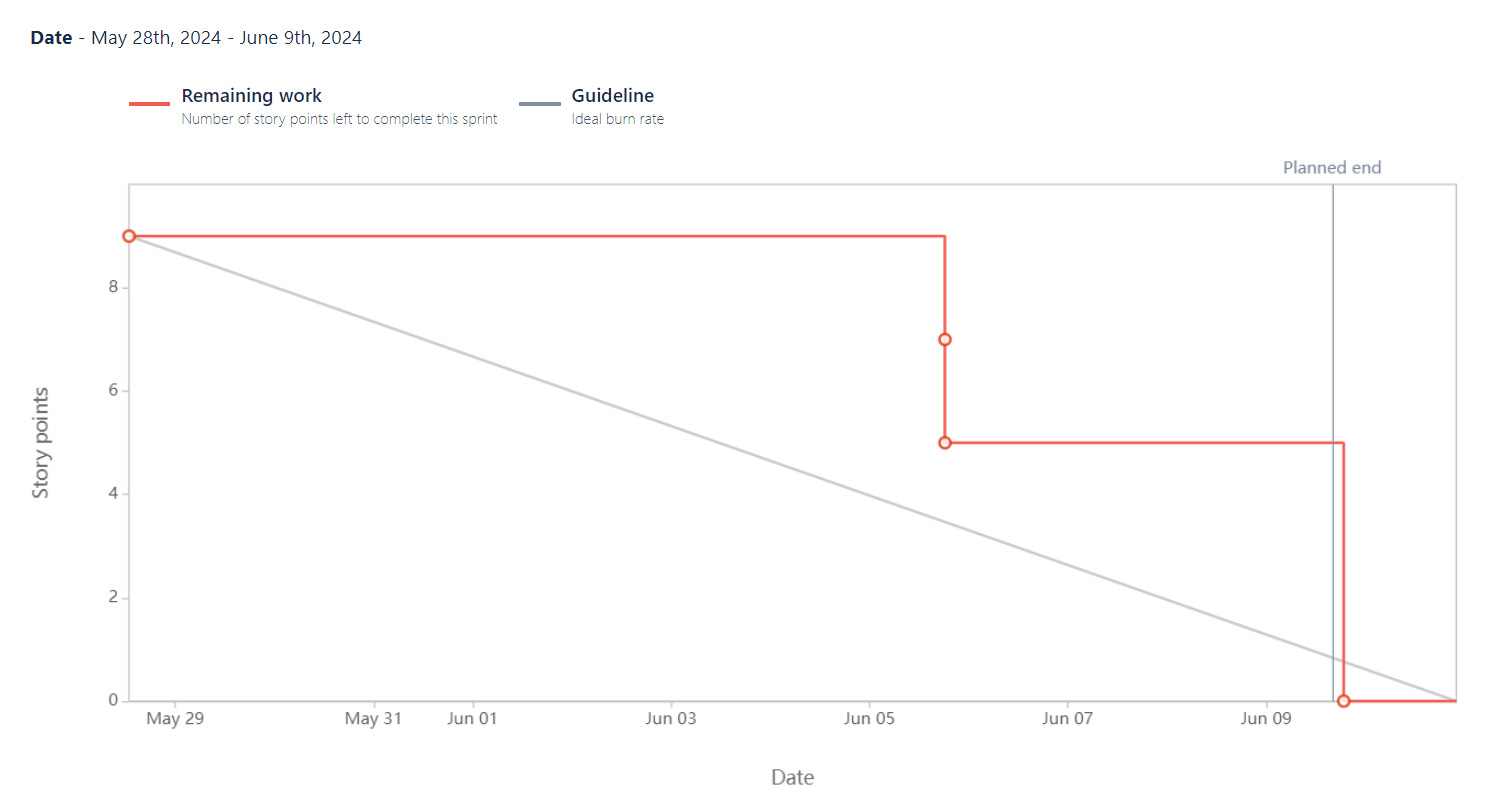 Date - May 28th, 2024 - June 9th, 2024
Remaining work
Number of story points left to complete this sprint
Guideline
Ideal burn rate
Planned end
8
6
4
2
0
Story points
May 29
May 31
Jun 01
Jun 03
Jun 05
Jun 07
Jun 09
Date